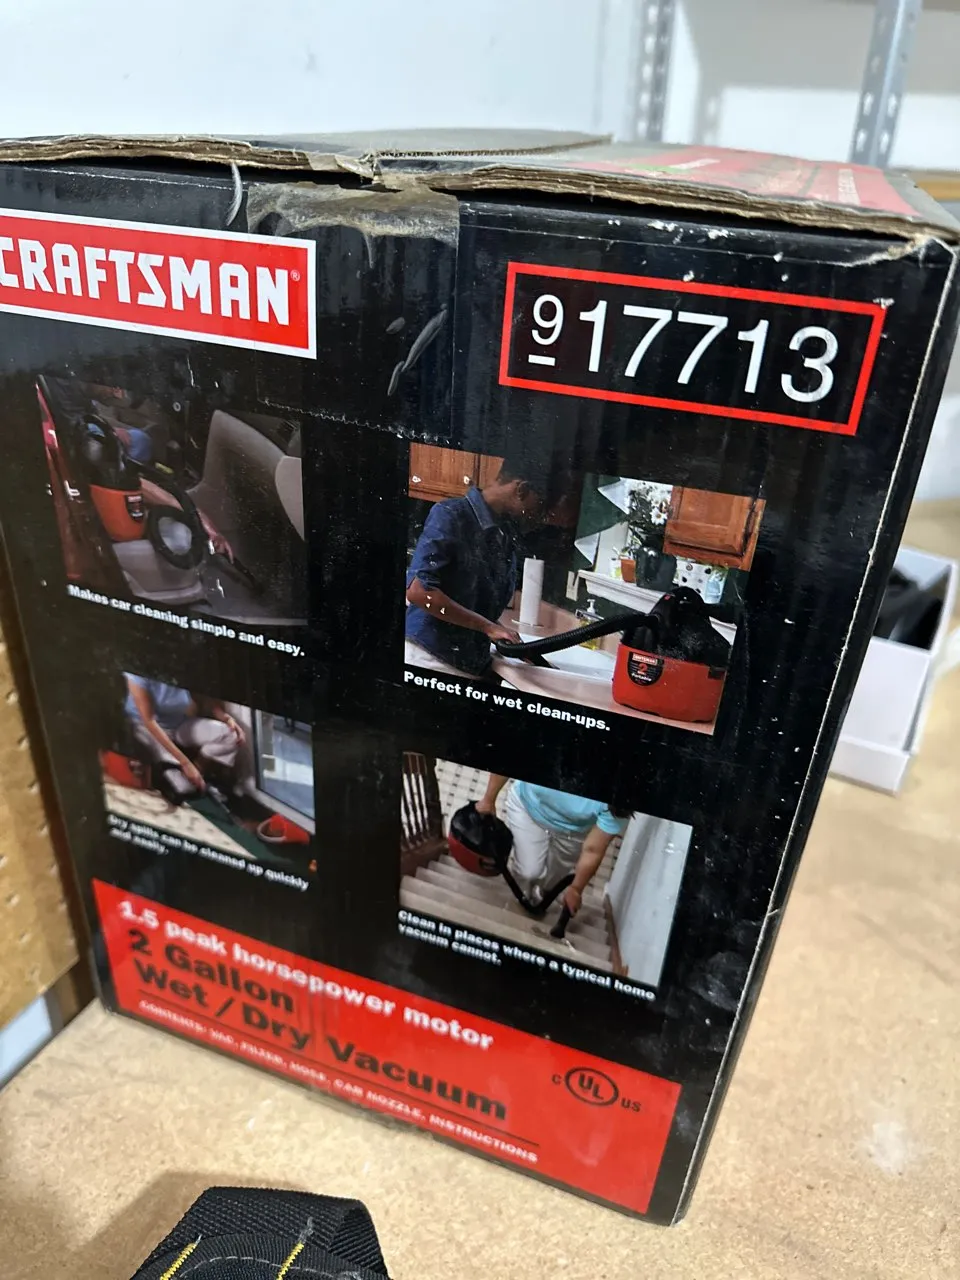 CRAFTSMAN®
917713
Makes car cleaning simple and easy.
CRAFTSMAN
2
Perfect for wet clean-ups.
Dry spills can be cleaned up quickly
and easily.
Clean in places where a typical home
vacuum cannot.
1.5 peak horsepower motor
2 Gallon
Wet/Dry Vacuum
CONTENTS: VAC, FILTER, HOSE, CAR NOZZLE, INSTRUCTIONS
C UL US